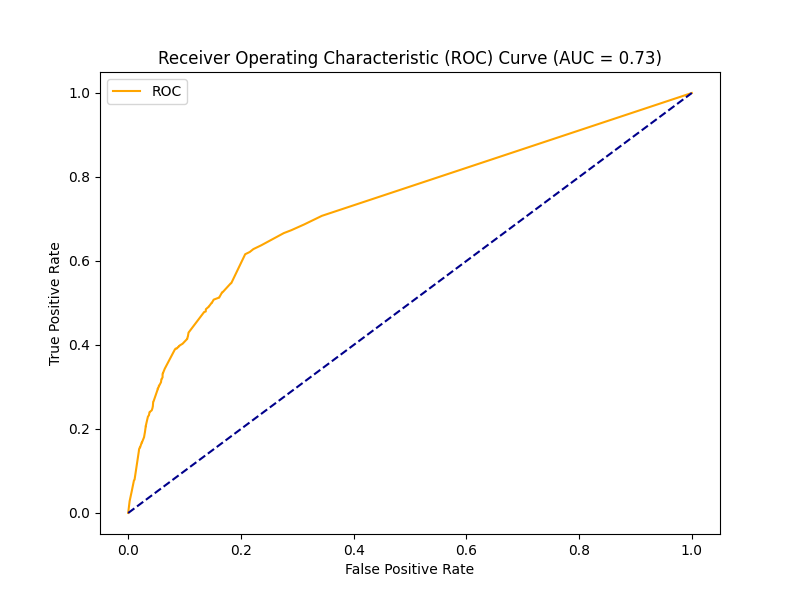 Receiver Operating Characteristic (ROC) Curve (AUC = 0.73)
ROC
1.0
0.8
0.6
0.4
0.2
0.0
True Positive Rate
0.0 0.2 0.4 0.6 0.8 1.0
False Positive Rate